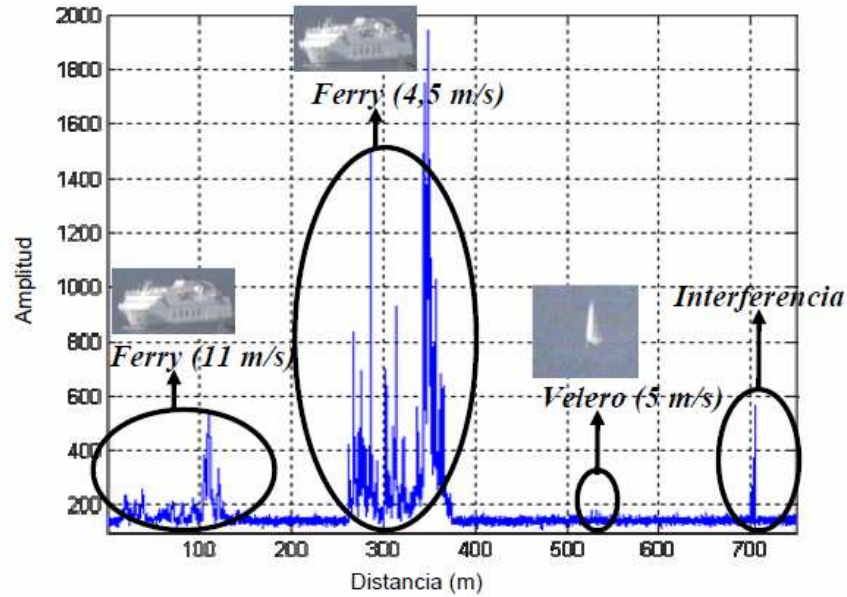 2000
1800
1600
1400
1200
1000
800
600
400
200
Amplitud
Ferry (4,5 m/s)
Ferry (11 m/s)
Velero (5 m/s)
Interferencia
100 200 300 400 500 600 700
Distancia (m)